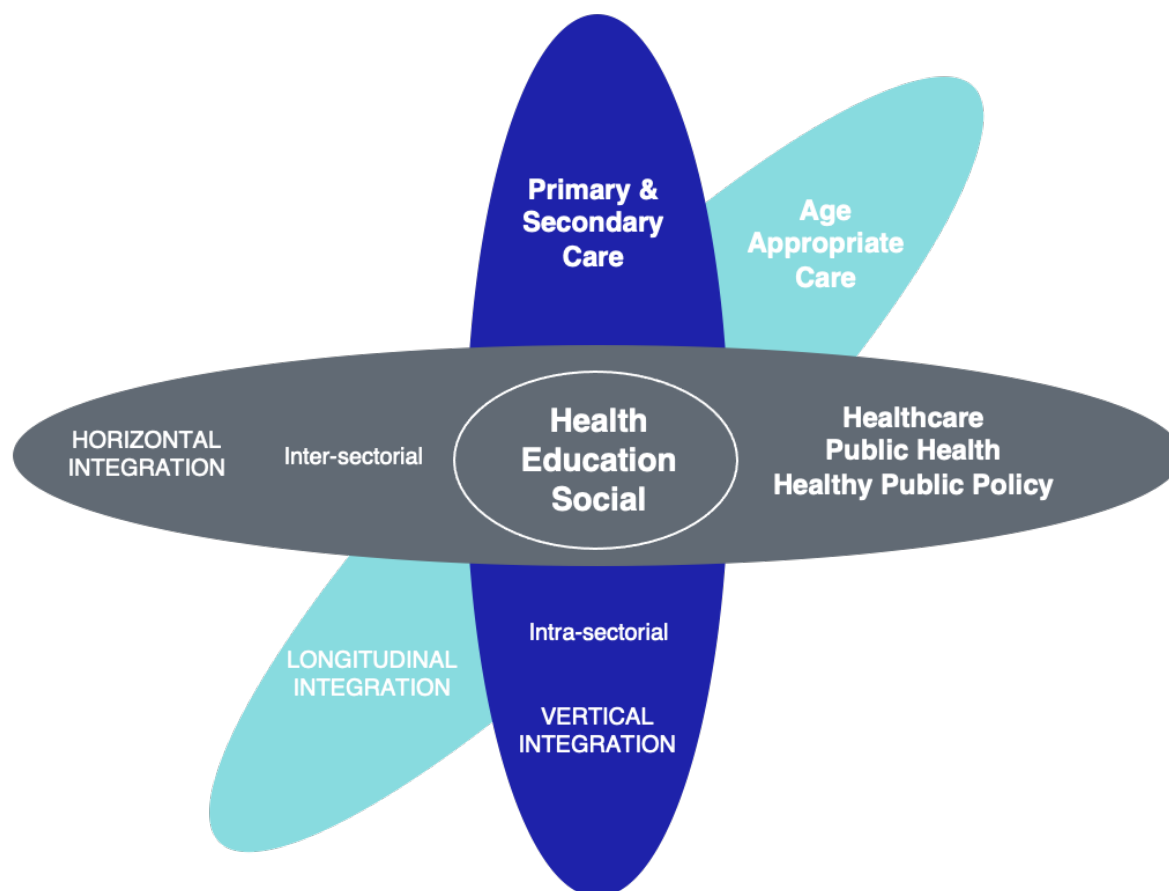 Primary &
Secondary
Care
Age
Appropriate
Care
HORIZONTAL
INTEGRATION
Inter-sectorial
Health
Education
Social
Healthcare
Public Health
Healthy Public Policy
LONGITUDINAL
INTEGRATION
Intra-sectorial
VERTICAL
INTEGRATION